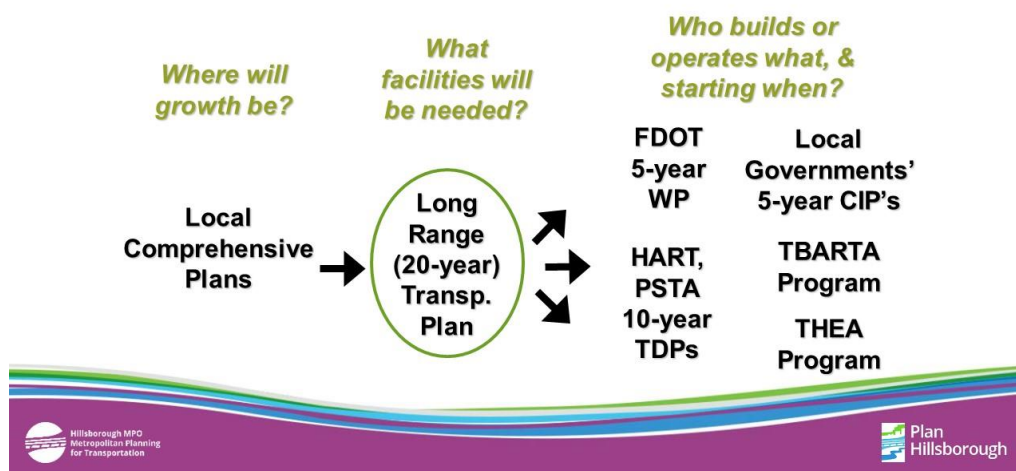 Where will
growth be?
What
facilities will
be needed?
Who builds or
operates what, &
starting when?
Local
Comprehensive
Plans
Long
Range
(20-year)
Transp.
Plan
FDOT
5-year
WP
Local
Governments’
5-year CIP’s
HART,
PSTA
10-year
TDPs
TBARTA
Program
THEA
Program
Hillsborough MPO
Metropolitan Planning
for Transportation
Plan
Hillsborough